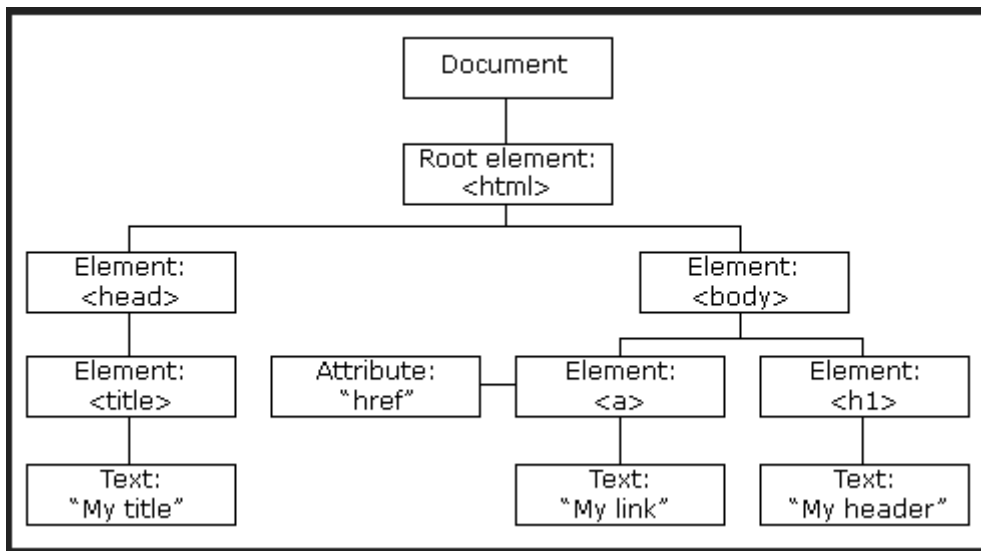 Document
Root element:
<html>
Element:
<head>
Element:
<body>
Element:
<title>
Attribute:
“href”
Element:
<a>
Element:
<h1>
Text:
“My title”
Text:
“My link”
Text:
“My header”